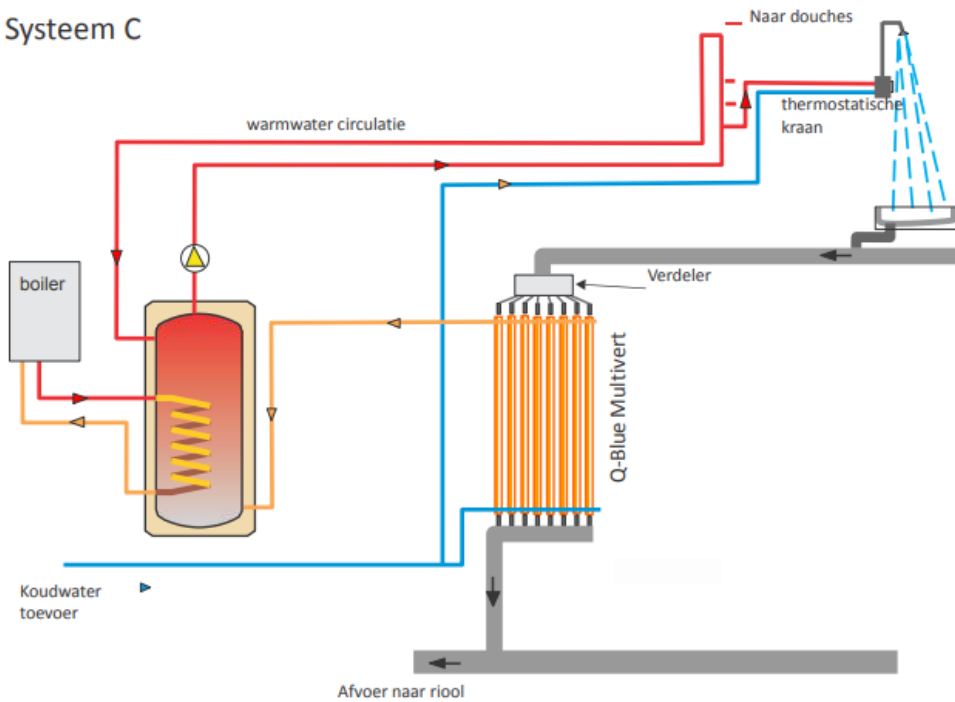 Systeem C
Naar douches
thermostatische
kraan
warmwater circulatie
boiler
Verdeler
Q-Blue Multivert
Koudwater
toevoer
Afvoer naar riool